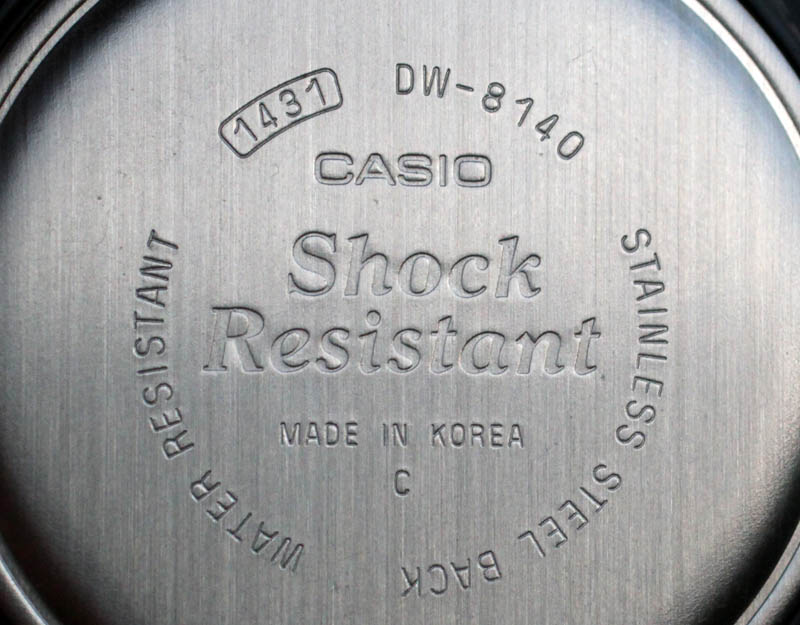 1431
DW-8140
CASIO
Shock
Resistant
MADE IN KOREA
C
WATER RESISTANT
STAINLESS STEEL BACK